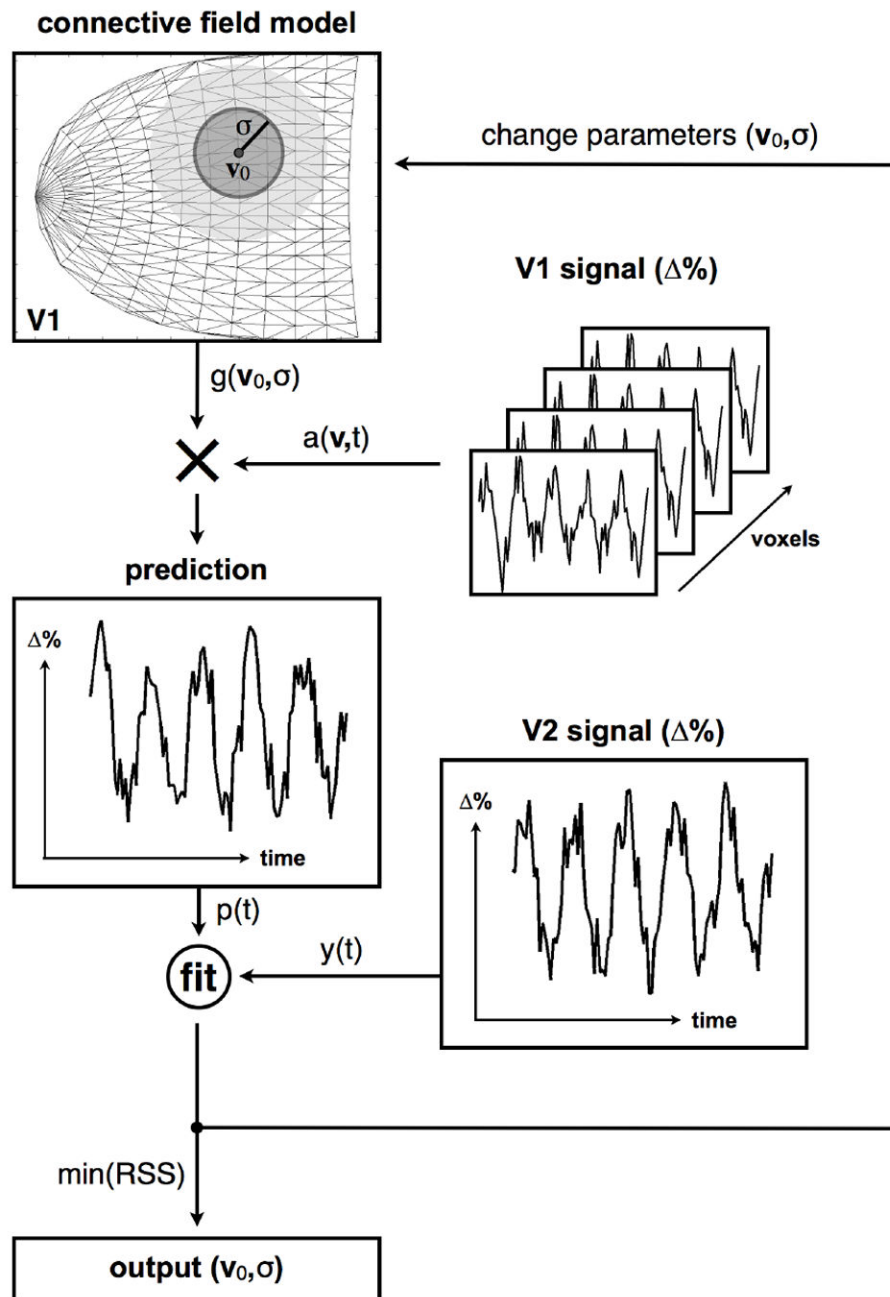 connective field model
σ
v₀
V1
change parameters (v₀,σ)
V1 signal (Δ%)
g(v₀,σ)
a(v,t)
voxels
prediction
Δ%
time
V2 signal (Δ%)
Δ%
time
p(t)
y(t)
fit
min(RSS)
output (v₀,σ)